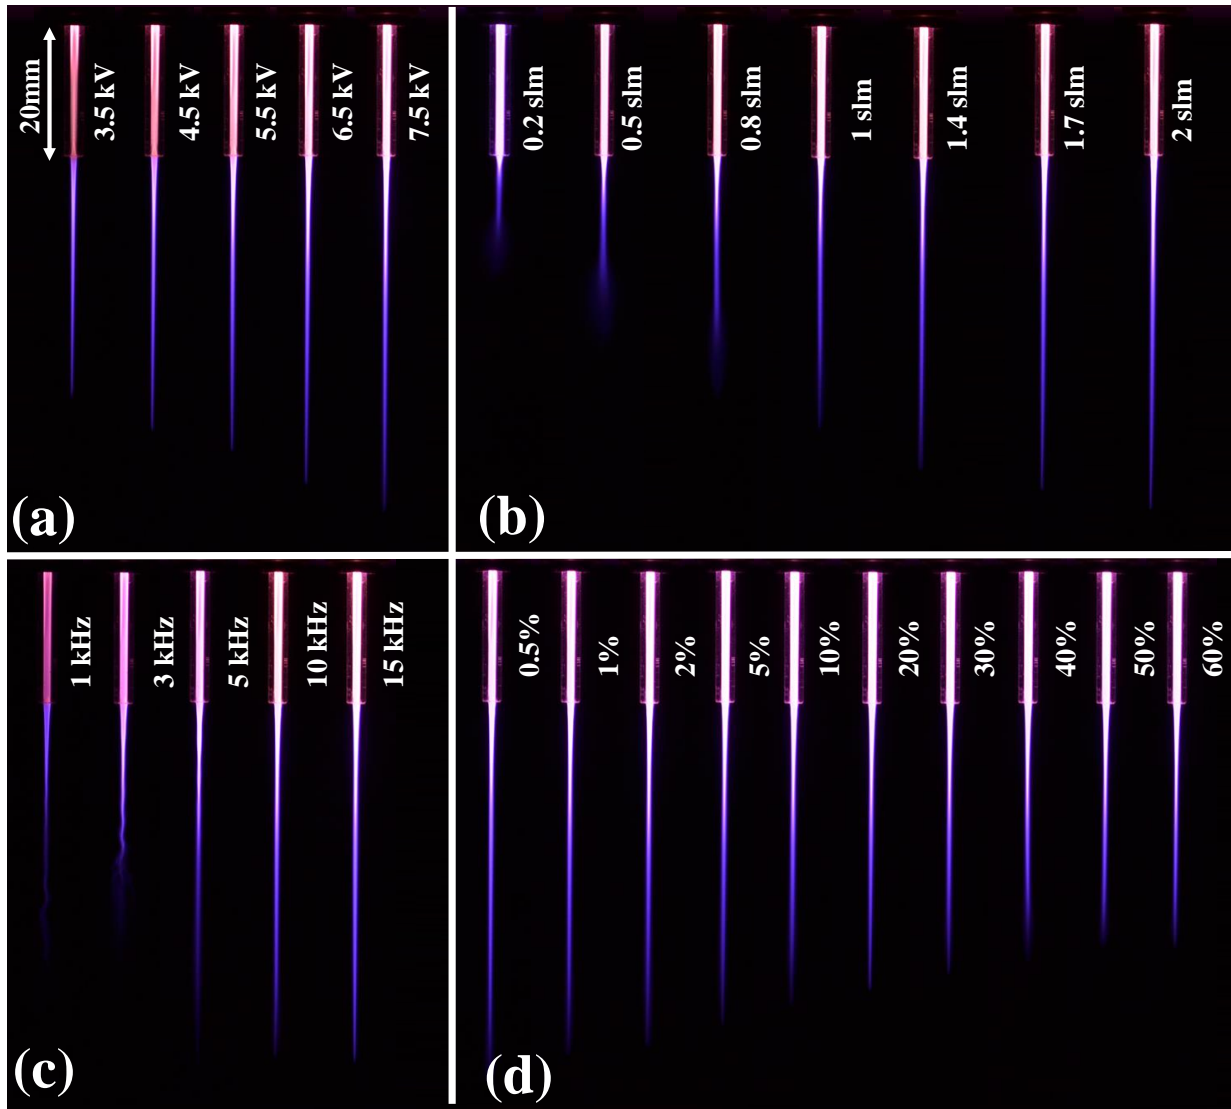 20mm
3.5 kV
4.5 kV
5.5 kV
6.5 kV
7.5 kV
(a)
0.2 slm
0.5 slm
0.8 slm
1 slm
1.4 slm
1.7 slm
2 slm
(b)
1 kHz
3 kHz
5 kHz
10 kHz
15 kHz
(c)
0.5%
1%
2%
5%
10%
20%
30%
40%
50%
60%
(d)